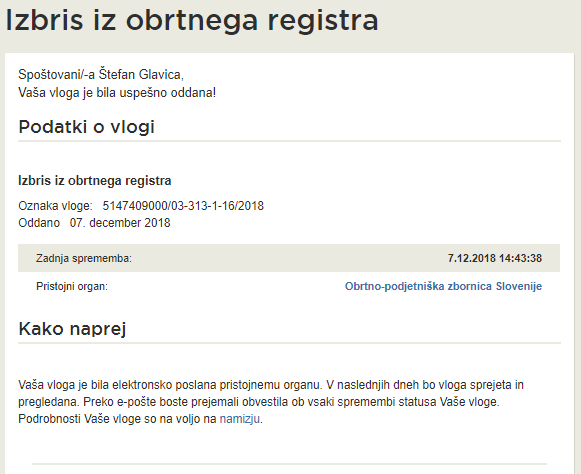 Izbris iz obrtnega registra
Spoštovani/-a Štefan Glavica,
Vaša vloga je bila uspešno oddana!
Podatki o vlogi
Izbris iz obrtnega registra
Oznaka vloge: 5147409000/03-313-1-16/2018
Oddano 07. december 2018
Zadnja sprememba: 7.12.2018 14:43:38
Pristojni organ: Obrtno-podjetniška zbornica Slovenije
Kako naprej
Vaša vloga je bila elektronsko poslana pristojnemu organu. V naslednjih dneh bo vloga sprejeta in
pregledana. Preko e-pošte boste prejemali obvestila ob vsaki spremembi statusa Vaše vloge.
Podrobnosti Vaše vloge so na voljo na namizju.